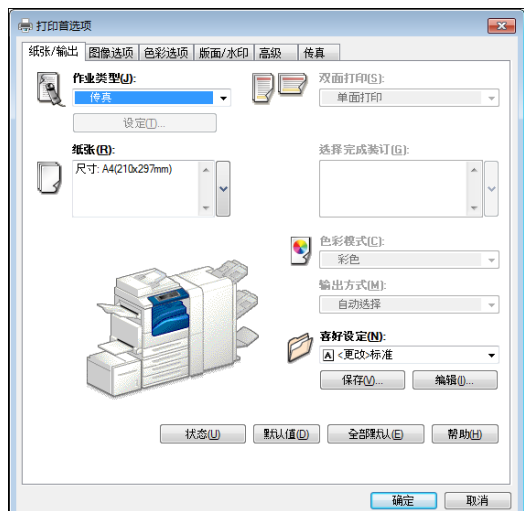 打印首选项
纸张/输出 图像选项 色彩选项 版面/水印 高级 传真
作业类型(J):
传真
设定(T)...
纸张(R):
尺寸: A4(210x297mm)
双面打印(S):
单面打印
选择完成装订(G):
色彩模式(C):
彩色
输出方式(M):
自动选择
喜好设定(N):
A <更改>标准
保存(V)... 编辑(I)...
状态(U) 默认值(D) 全部默认(E) 帮助(H)
确定 取消